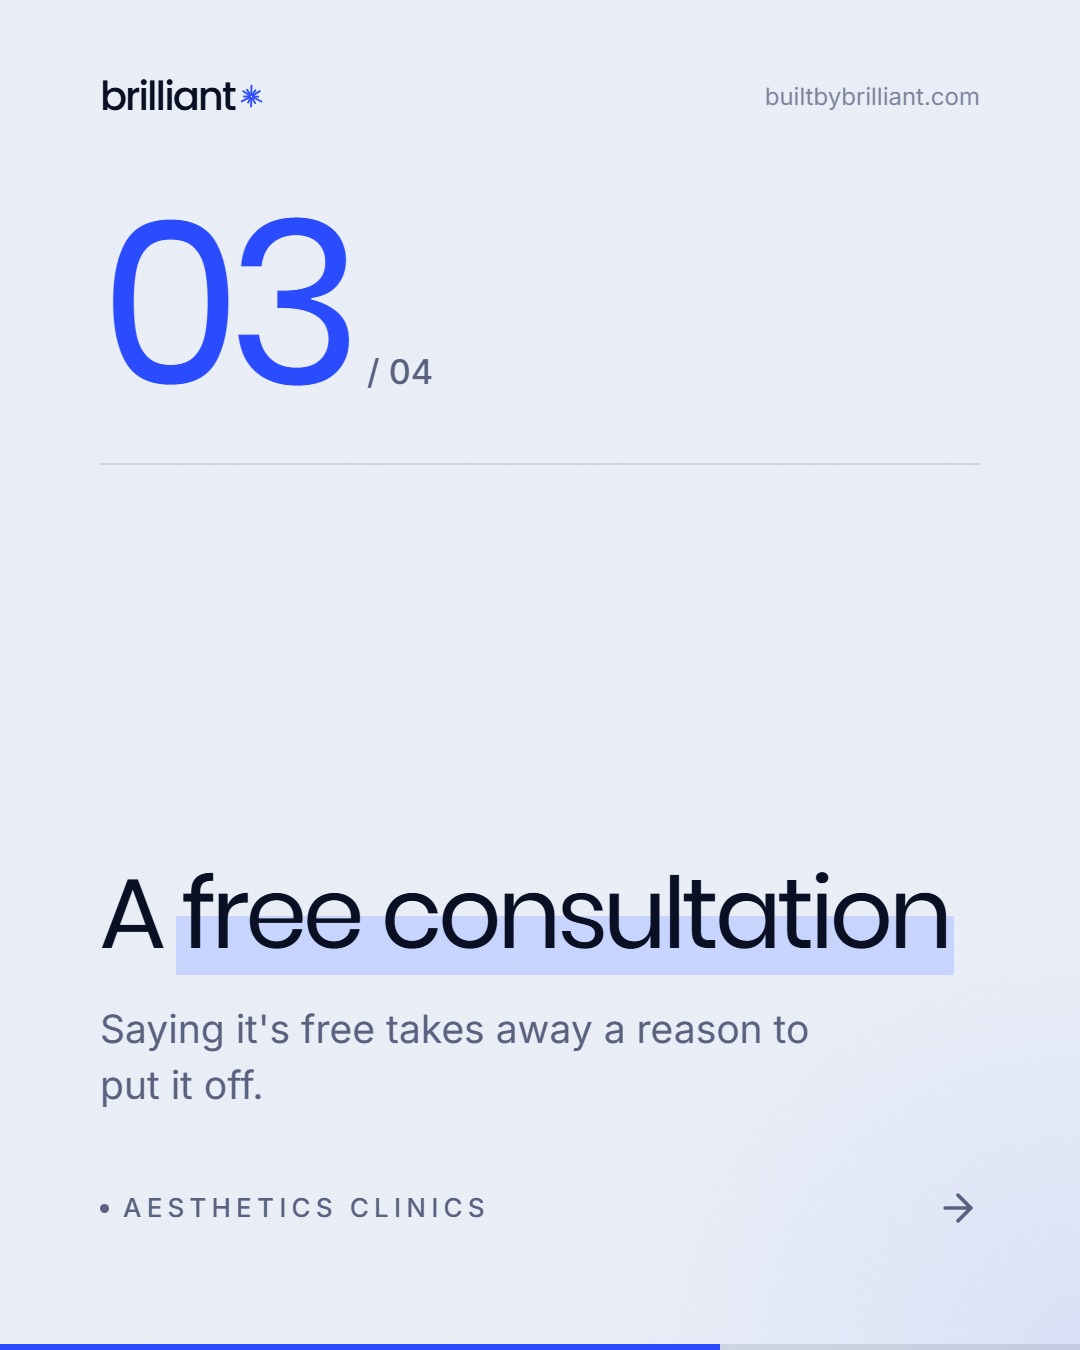 brilliant
builtbybrilliant.com
03 / 04
A free consultation
Saying it's free takes away a reason to
put it off.
• AESTHETICS CLINICS